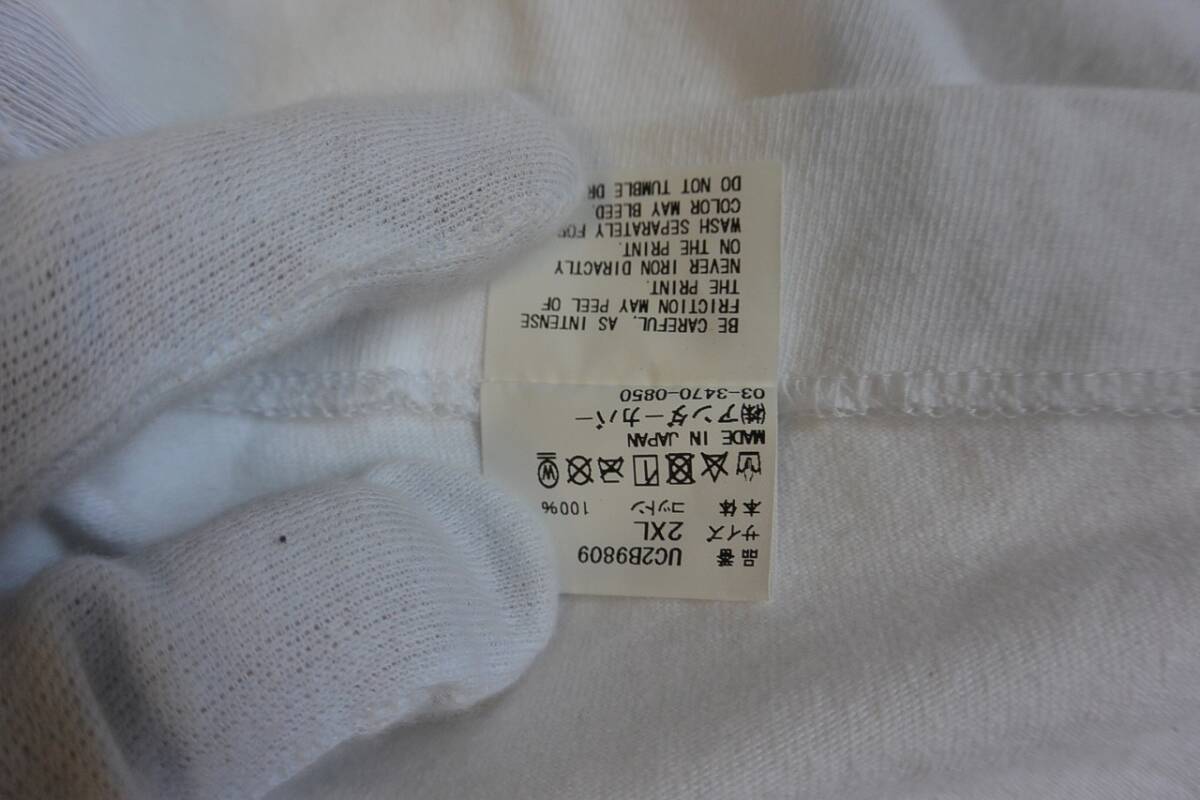 品番 UC2B9809
サイズ 2XL
本体 コットン 100%
W
MADE IN JAPAN
㈱アンダーカバー
03-3470-0850
BE CAREFUL, AS INTENSE
FRICTION MAY PEEL OF
THE PRINT.
NEVER IRON DIRACTLY
ON THE PRINT.
WASH SEPARATELY
COLOR MAY BLEED.
DO NOT TUMBLE